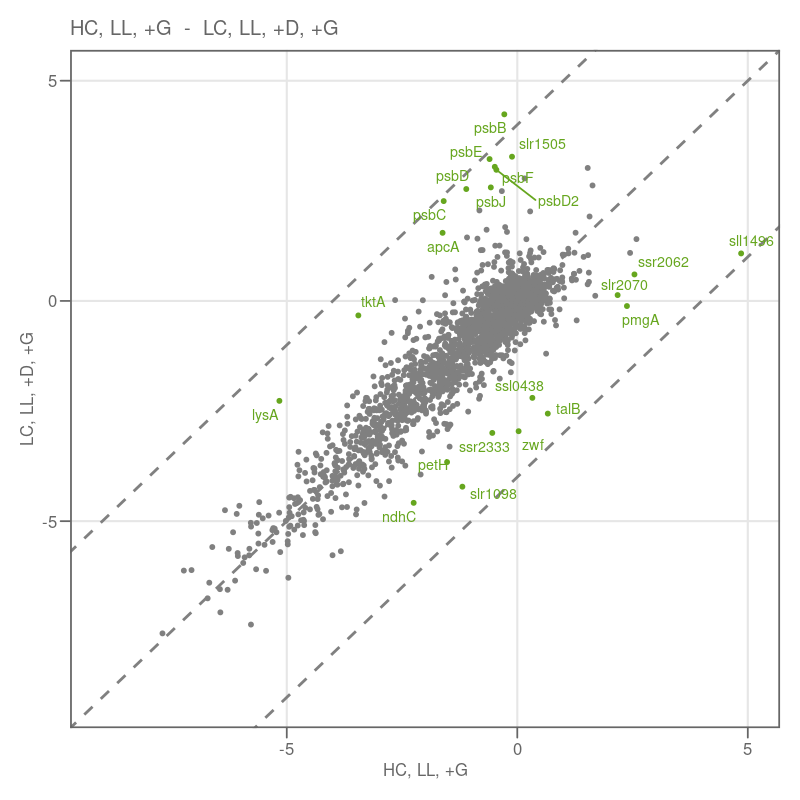 HC, LL, +G - LC, LL, +D, +G
5
psbB
slr1505
psbE
psbD
psbF
psbJ
psbD2
psbC
apcA
sll1496
ssr2062
slr2070
0
tktA
pmgA
LC, LL, +D, +G
ssl0438
lysA
talB
ssr2333
zwf
petH
slr1098
ndhC
-5
-5
0
5
HC, LL, +G